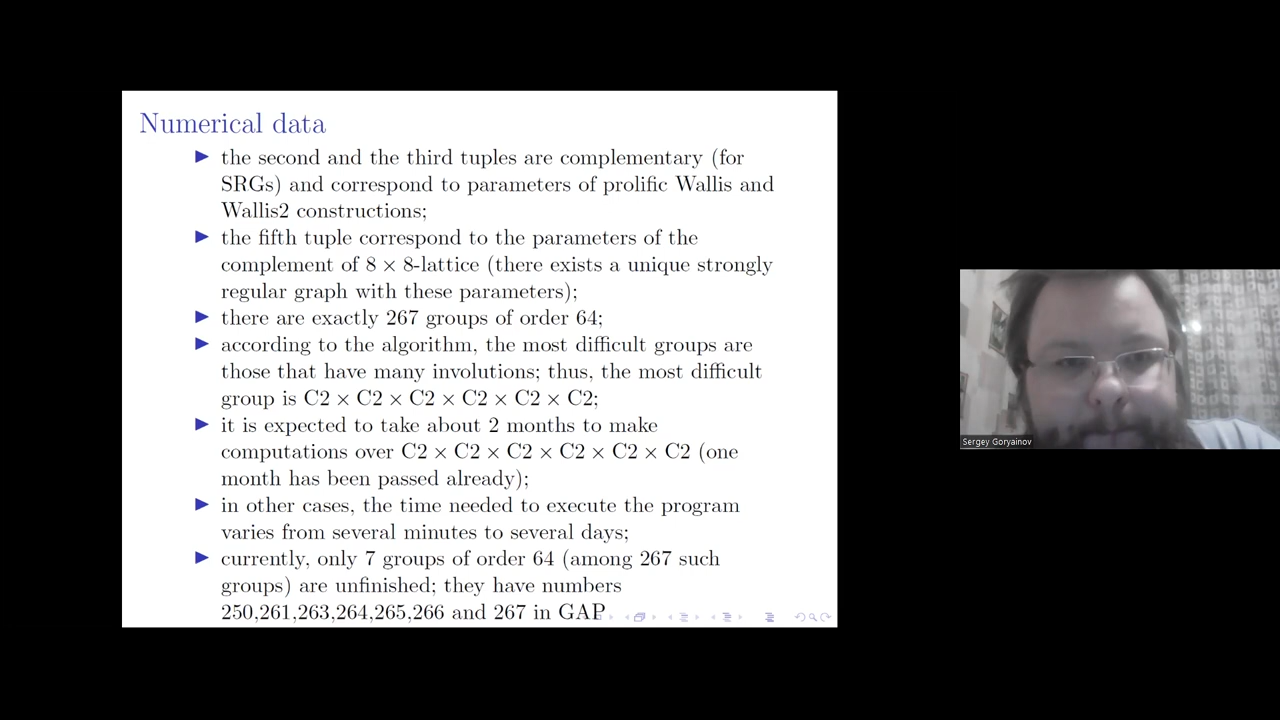 Numerical data
▶ the second and the third tuples are complementary (for
SRGs) and correspond to parameters of prolific Wallis and
Wallis2 constructions;
▶ the fifth tuple correspond to the parameters of the
complement of 8 × 8-lattice (there exists a unique strongly
regular graph with these parameters);
▶ there are exactly 267 groups of order 64;
▶ according to the algorithm, the most difficult groups are
those that have many involutions; thus, the most difficult
group is C2 × C2 × C2 × C2 × C2 × C2;
▶ it is expected to take about 2 months to make
computations over C2 × C2 × C2 × C2 × C2 × C2 (one
month has been passed already);
▶ in other cases, the time needed to execute the program
varies from several minutes to several days;
▶ currently, only 7 groups of order 64 (among 267 such
groups) are unfinished; they have numbers
250,261,263,264,265,266 and 267 in GAP
Sergey Goryainov